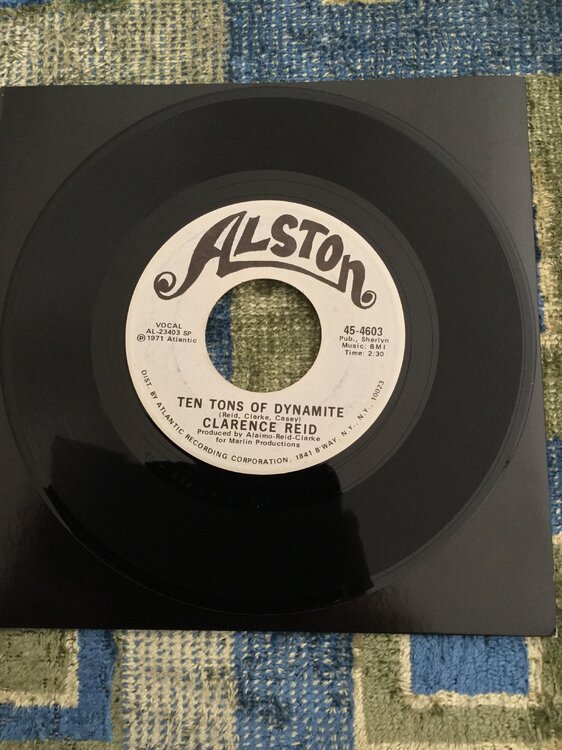 ALSTON
VOCAL
AL-23403 SP
Ⓟ1971 Atlantic
45-4603
Pub., Sherlyn
Music: BMI
Time: 2:30
TEN TONS OF DYNAMITE
(Reid, Clarke, Casey)
CLARENCE REID
Produced by Alaimo-Reid-Clarke
for Marlin Productions
DIST. BY ATLANTIC RECORDING CORPORATION, 1841 B'WAY, N.Y., N.Y. 10023